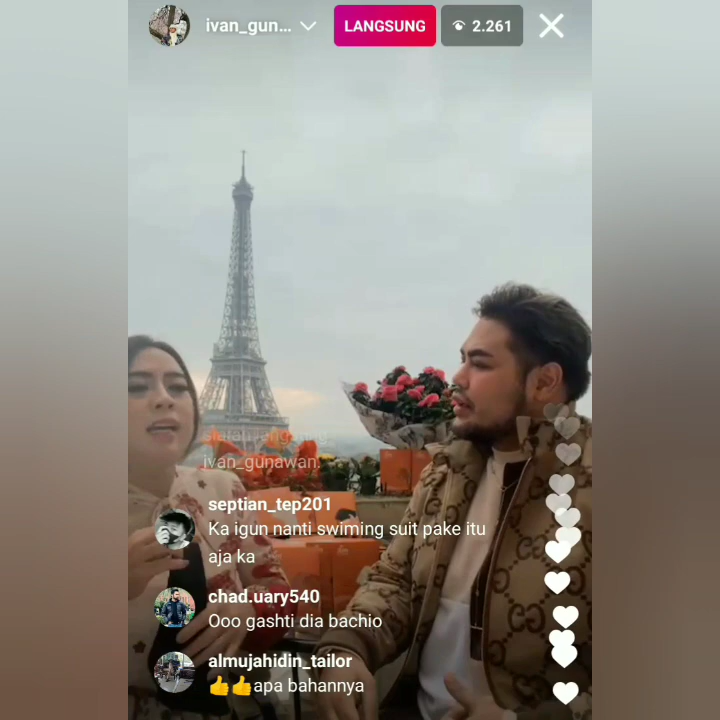 ivan_gun...
LANGSUNG
2.261
ivan_gunawan.
septian_tep201
Ka igun nanti swiming suit pake itu
aja ka
chad.uary540
Ooo gashti dia bachio
almujahidin_tailor
👍👍apa bahannya